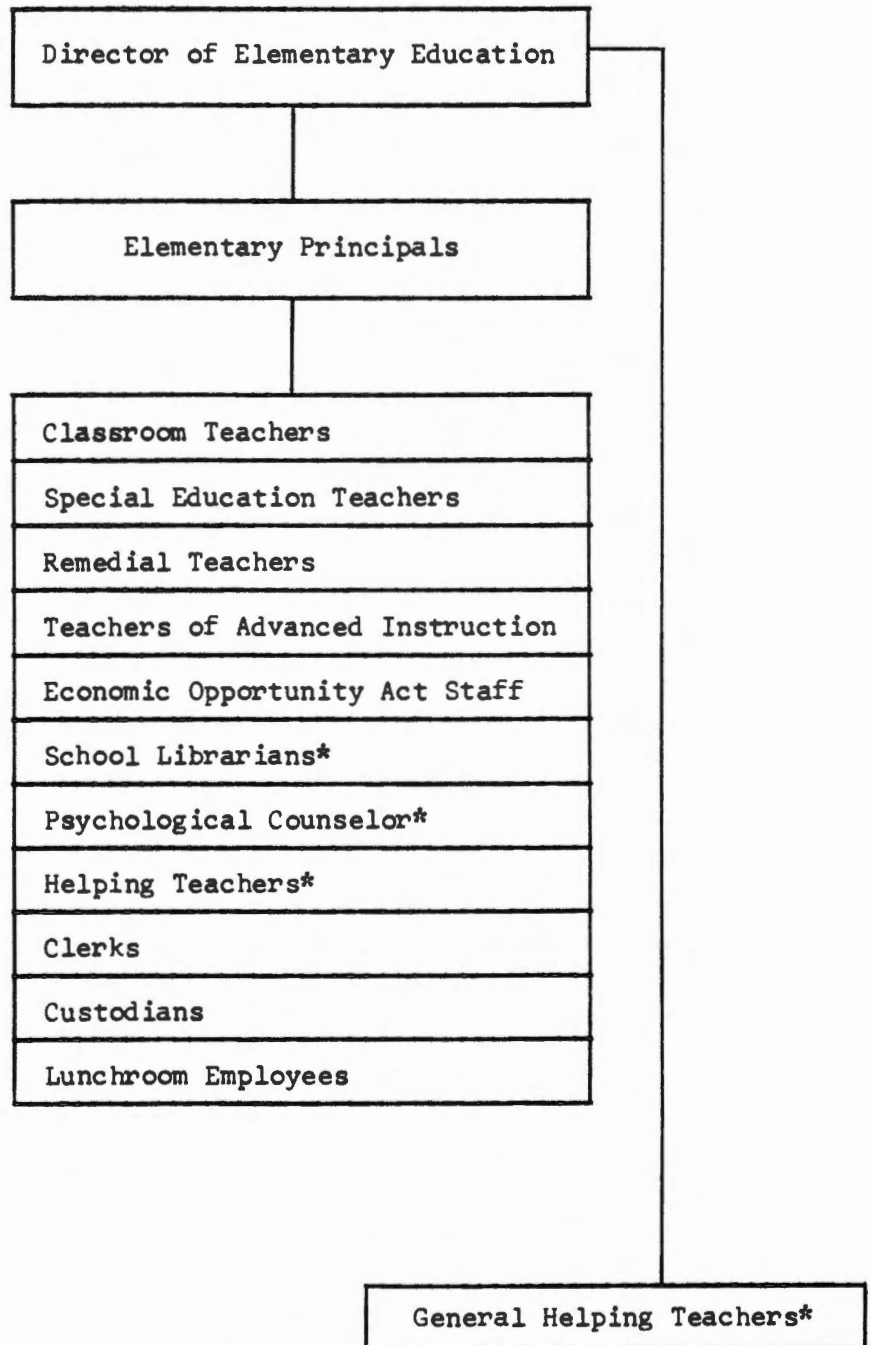 Director of Elementary Education
Elementary Principals
Classroom Teachers
Special Education Teachers
Remedial Teachers
Teachers of Advanced Instruction
Economic Opportunity Act Staff
School Librarians*
Psychological Counselor*
Helping Teachers*
Clerks
Custodians
Lunchroom Employees
General Helping Teachers*